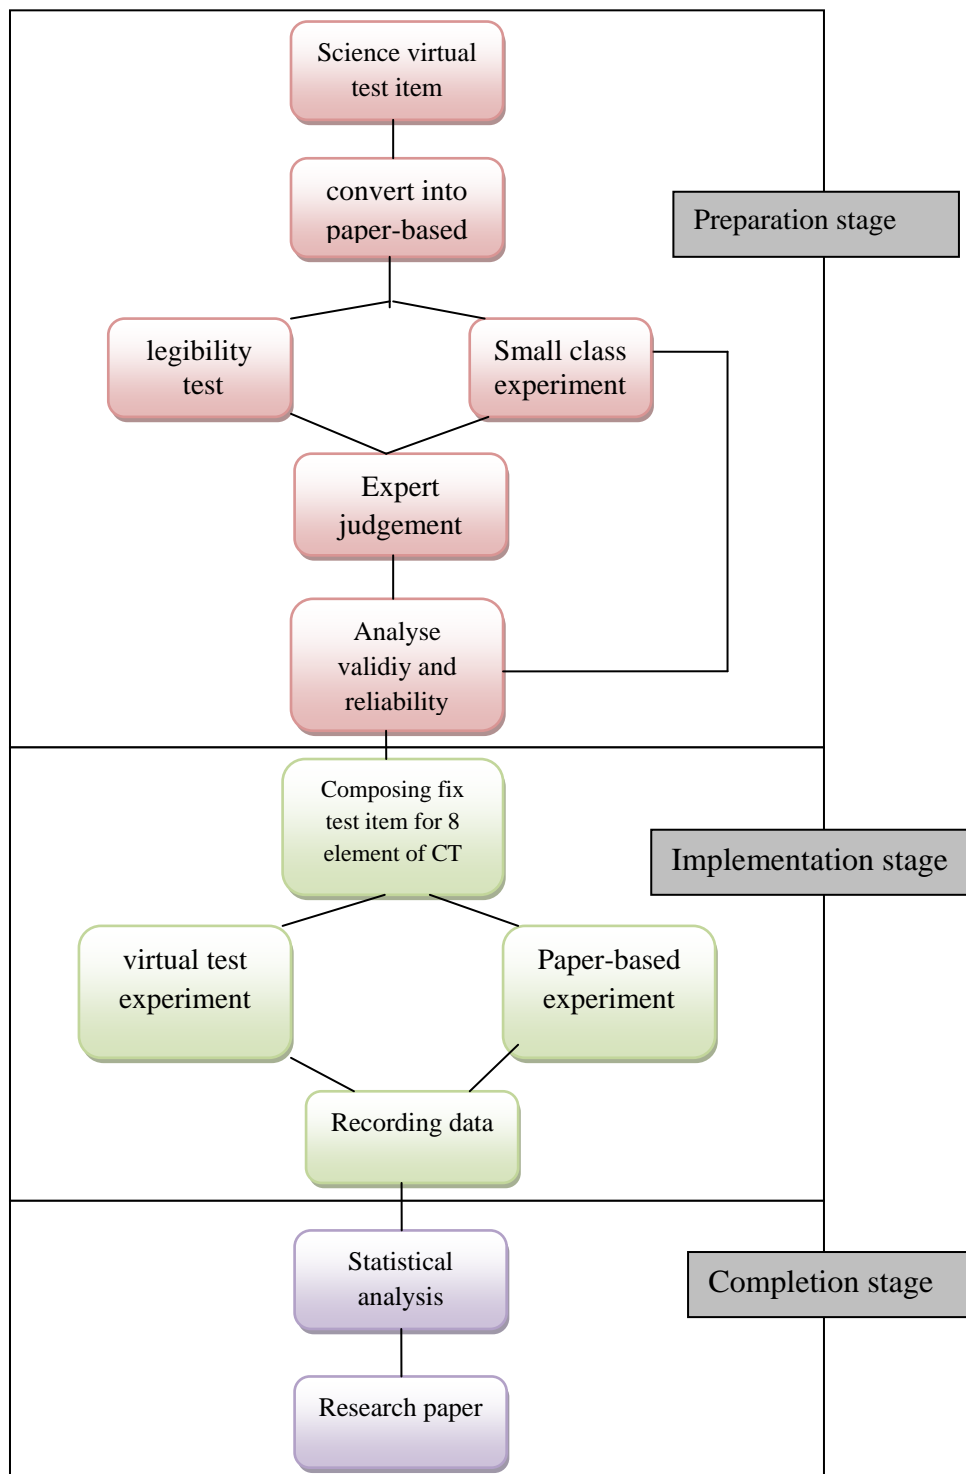 Science virtual
test item
convert into
paper-based
Preparation stage
legibility
test
Small class
experiment
Expert
judgement
Analyse
validiy and
reliability
Composing fix
test item for 8
element of CT
Implementation stage
virtual test
experiment
Paper-based
experiment
Recording data
Statistical
analysis
Completion stage
Research paper